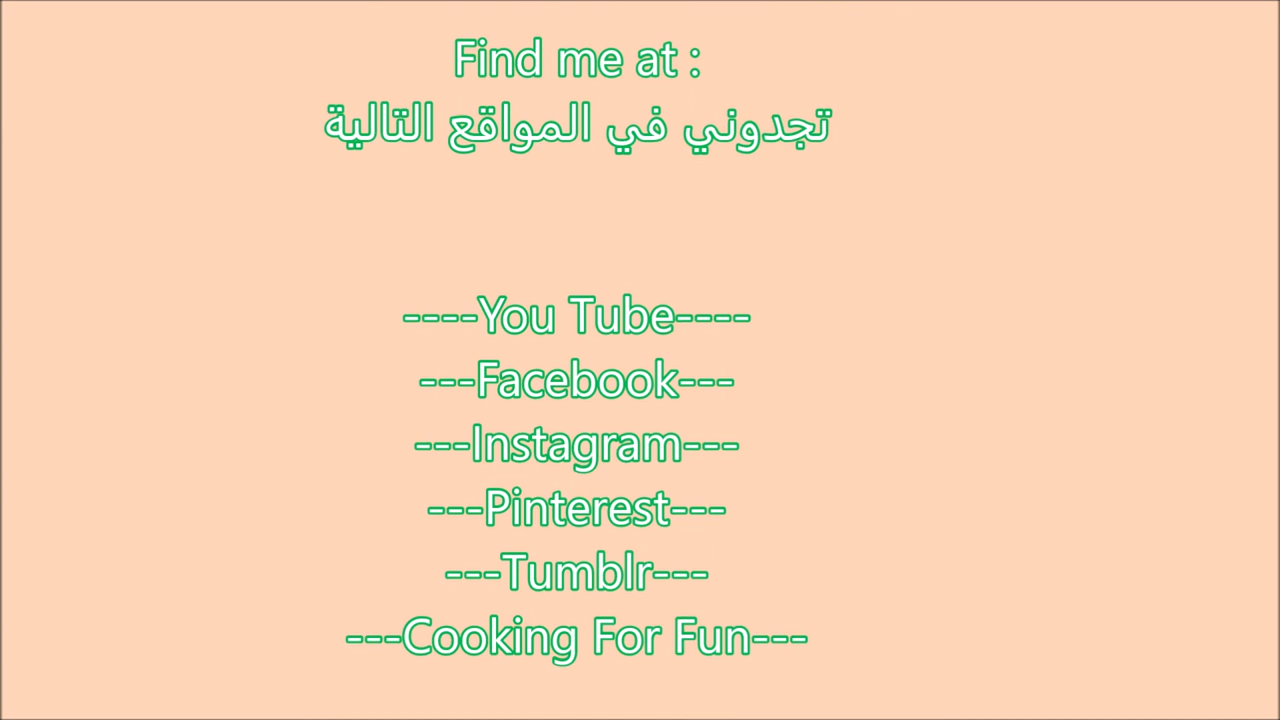 Find me at :
تجدوني في المواقع التالية
----You Tube----
---Facebook---
---Instagram---
---Pinterest---
---Tumblr---
---Cooking For Fun---